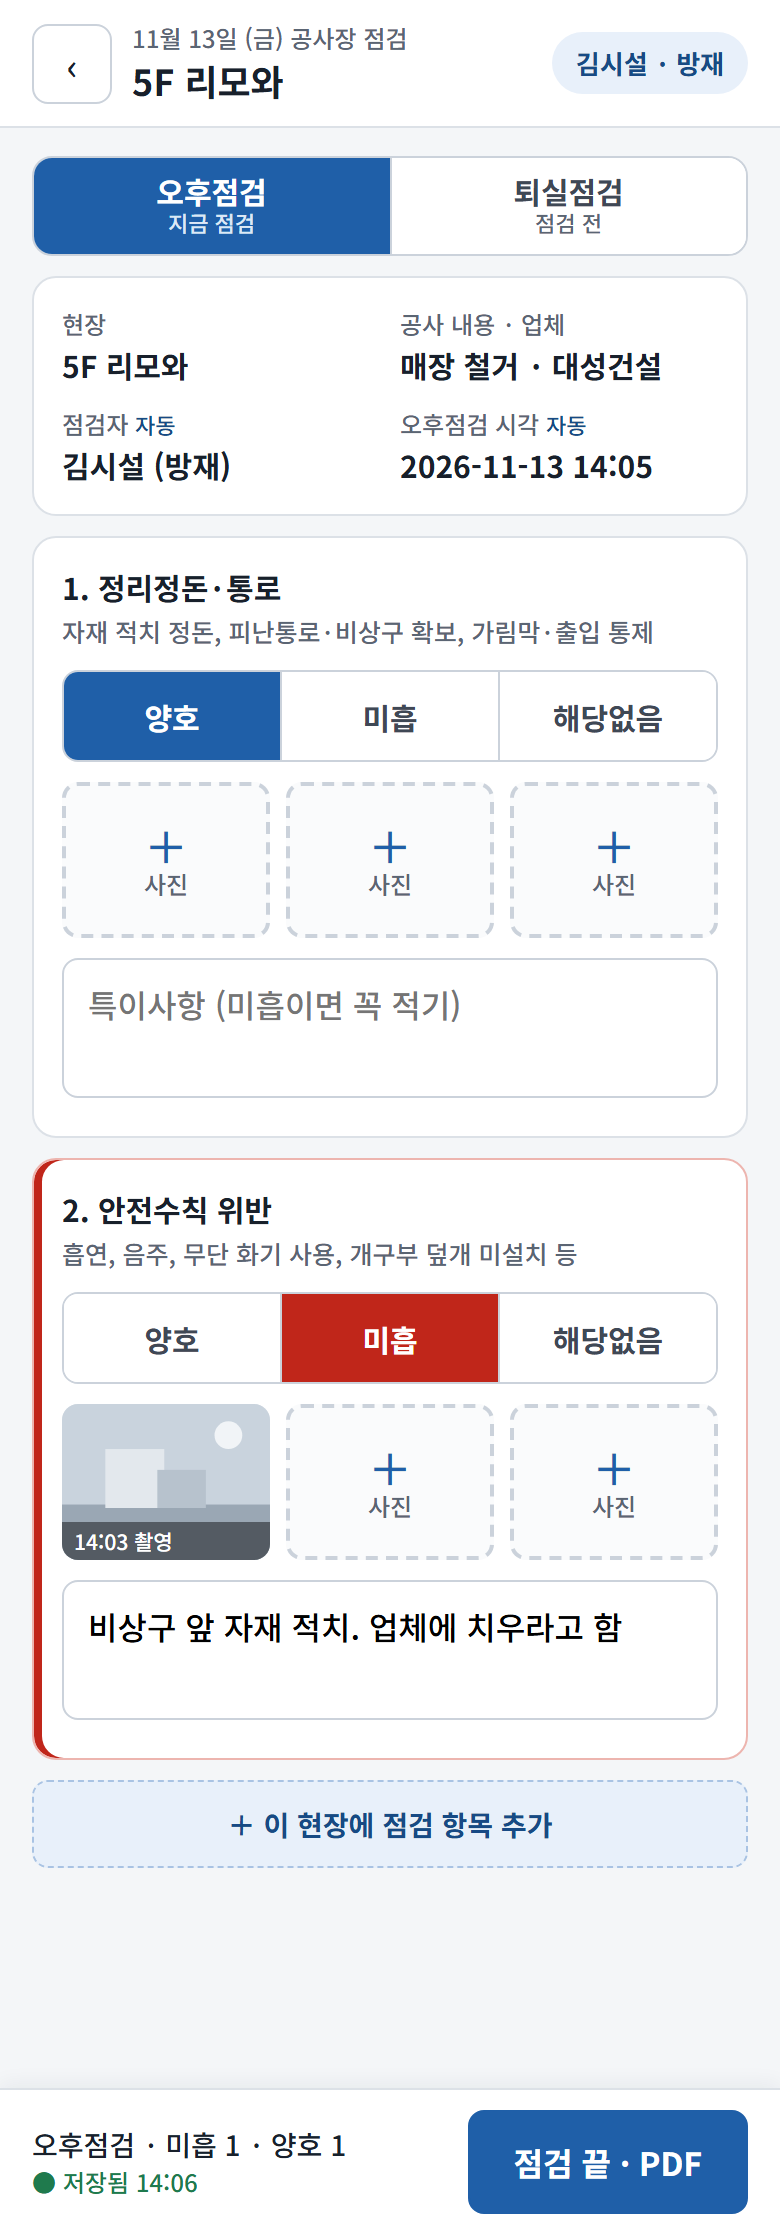 ‹
11월 13일 (금) 공사장 점검
5F 리모와
김시설 · 방재
오후점검
지금 점검
퇴실점검
점검 전
현장
5F 리모와
공사 내용 · 업체
매장 철거 · 대성건설
점검자 자동
김시설 (방재)
오후점검 시각 자동
2026-11-13 14:05
1. 정리정돈·통로
자재 적치 정돈, 피난통로·비상구 확보, 가림막·출입 통제
양호
미흡
해당없음
+
사진
+
사진
+
사진
특이사항 (미흡이면 꼭 적기)
2. 안전수칙 위반
흡연, 음주, 무단 화기 사용, 개구부 덮개 미설치 등
양호
미흡
해당없음
14:03 촬영
+
사진
+
사진
비상구 앞 자재 적치. 업체에 치우라고 함
+ 이 현장에 점검 항목 추가
오후점검 · 미흡 1 · 양호 1
● 저장됨 14:06
점검 끝 · PDF